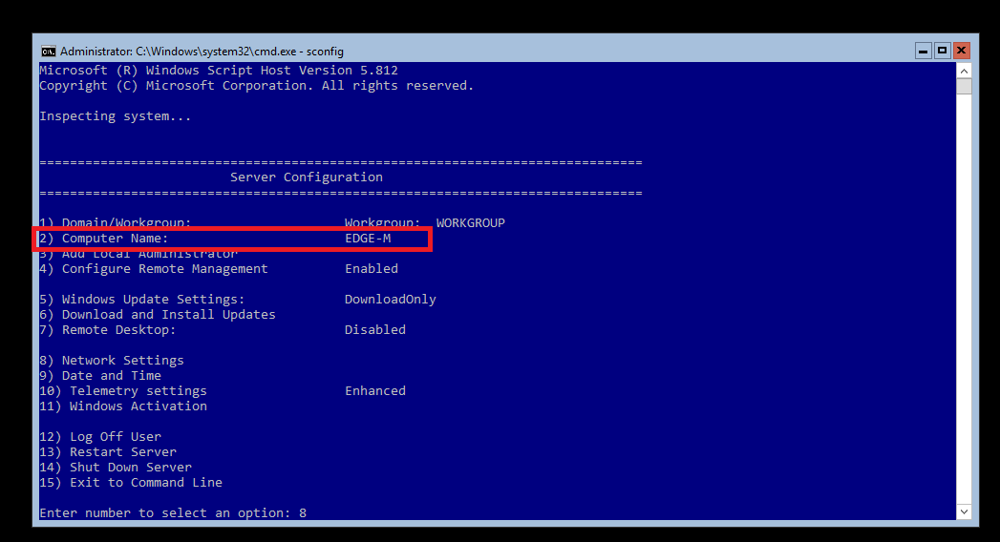 Administrator: C:\Windows\system32\cmd.exe - sconfig
Microsoft (R) Windows Script Host Version 5.812
Copyright (C) Microsoft Corporation. All rights reserved.
Inspecting system...
===============================================================================
Server Configuration
===============================================================================
1) Domain/Workgroup: Workgroup: WORKGROUP
2) Computer Name: EDGE-M
3) Add Local Administrator
4) Configure Remote Management Enabled
5) Windows Update Settings: DownloadOnly
6) Download and Install Updates
7) Remote Desktop: Disabled
8) Network Settings
9) Date and Time
10) Telemetry settings Enhanced
11) Windows Activation
12) Log Off User
13) Restart Server
14) Shut Down Server
15) Exit to Command Line
Enter number to select an option: 8